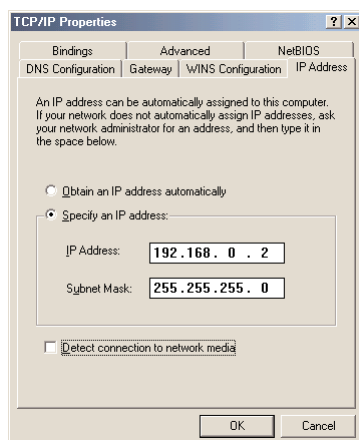 TCP/IP Properties
Bindings Advanced NetBIOS
DNS Configuration Gateway WINS Configuration IP Address
An IP address can be automatically assigned to this computer.
If your network does not automatically assign IP addresses, ask
your network administrator for an address, and then type it in
the space below.
Obtain an IP address automatically
Specify an IP address:
IP Address: 192.168. 0 . 2
Subnet Mask: 255.255.255. 0
Detect connection to network media
OK Cancel